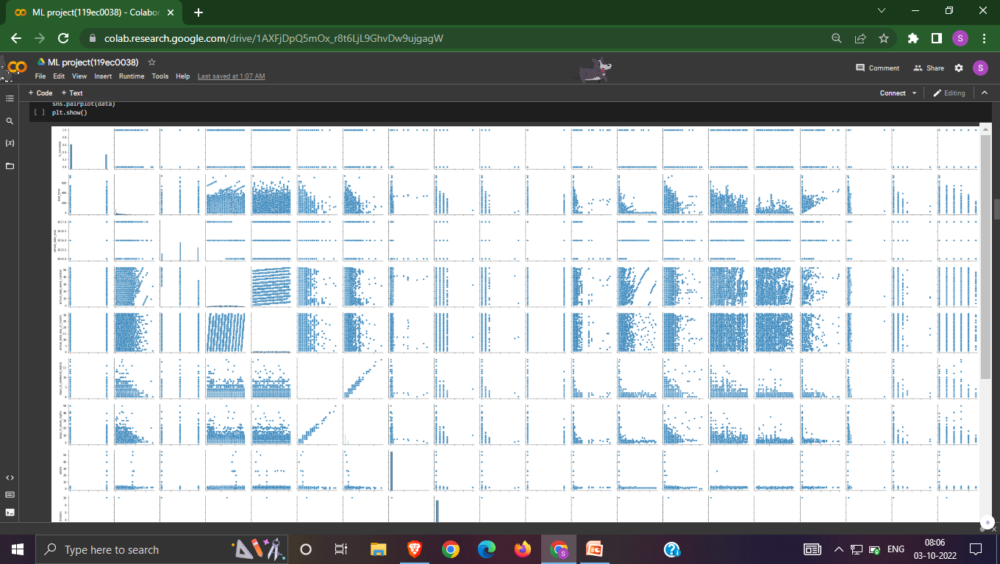 ML project(119ec0038) - Colabor
colab.research.google.com/drive/1AXFjDpQ5mOx_r8t6LjL9GhvDw9ujgagW
S
ML project(119ec0038)
File Edit View Insert Runtime Tools Help Last saved at 1:07 AM
Comment Share S
+ Code + Text
Connect Editing
sns.pairplot(data)
[ ] plt.show()
is_canceled
lead_time
arrival_date_year
arrival_date_week_number
arrival_date_day_of_month
stays_in_weekend_nights
stays_in_week_nights
adults
Type here to search
ENG
08:06
03-10-2022